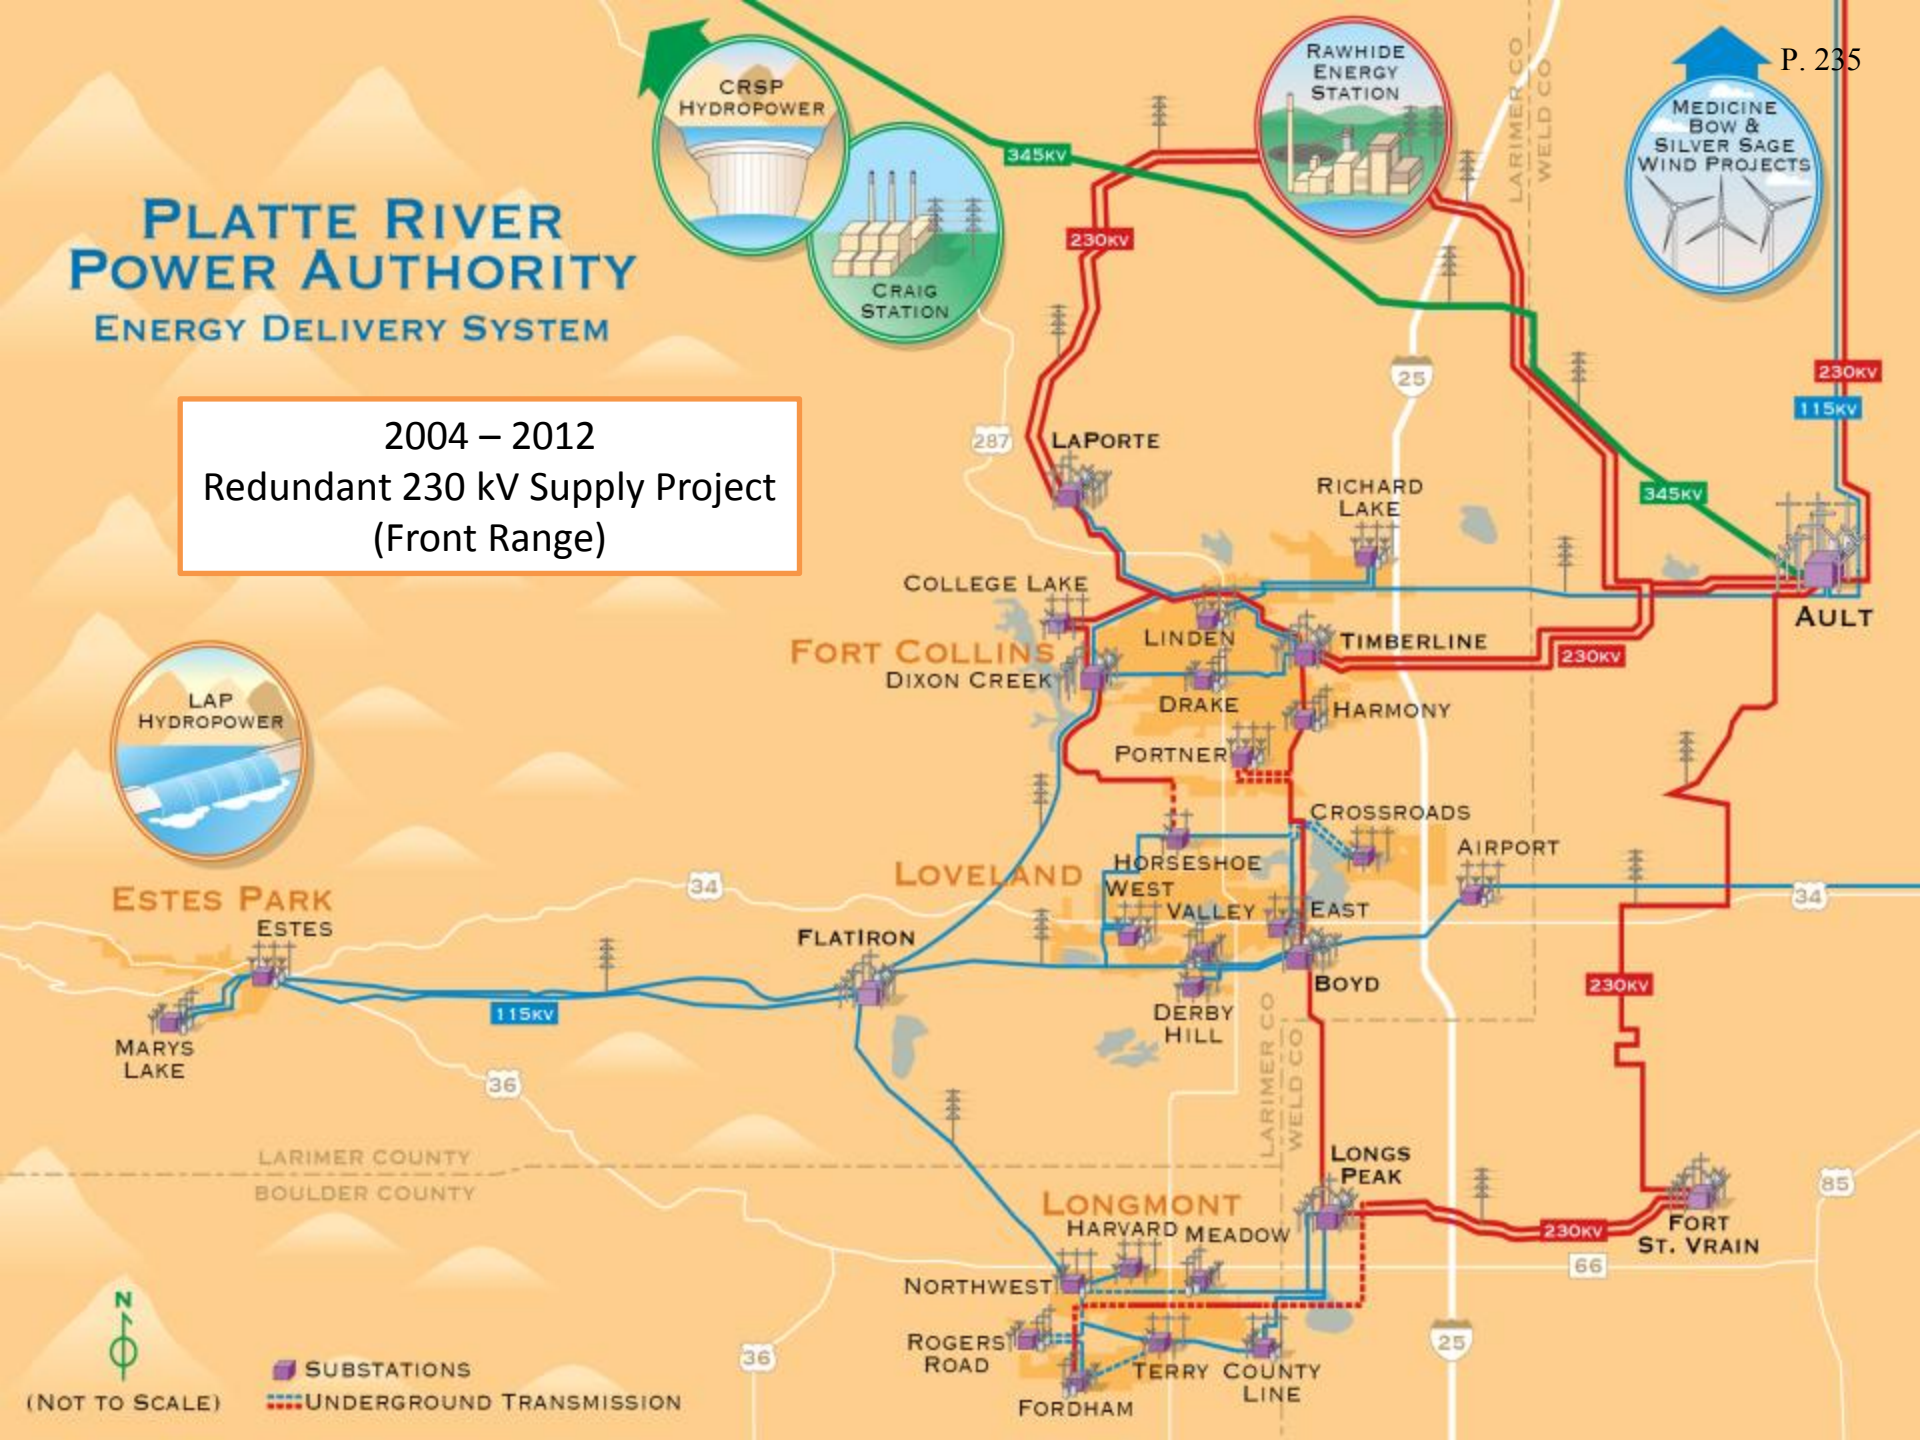 P. 235
PLATTE RIVER
POWER AUTHORITY
ENERGY DELIVERY SYSTEM
2004 – 2012
Redundant 230 kV Supply Project
(Front Range)
CRSP
HYDROPOWER
CRAIG
STATION
RAWHIDE
ENERGY
STATION
MEDICINE
BOW &
SILVER SAGE
WIND PROJECTS
LARIMER CO
WELD CO
345KV
230KV
25
230KV
115KV
287
LAPORTE
RICHARD
LAKE
345KV
AULT
COLLEGE LAKE
LINDEN
TIMBERLINE
230KV
FORT COLLINS
DIXON CREEK
DRAKE
HARMONY
PORTNER
LAP
HYDROPOWER
CROSSROADS
AIRPORT
HORSESHOE
LOVELAND
WEST
VALLEY
EAST
34
34
ESTES PARK
ESTES
FLATIRON
BOYD
230KV
115KV
DERBY
HILL
MARYS
LAKE
36
LARIMER CO
WELD CO
LARIMER COUNTY
BOULDER COUNTY
LONGS
PEAK
85
LONGMONT
HARVARD
MEADOW
230KV
FORT
ST. VRAIN
66
NORTHWEST
ROGERS
ROAD
TERRY
COUNTY
LINE
FORDHAM
25
36
N
(NOT TO SCALE)
SUBSTATIONS
UNDERGROUND TRANSMISSION